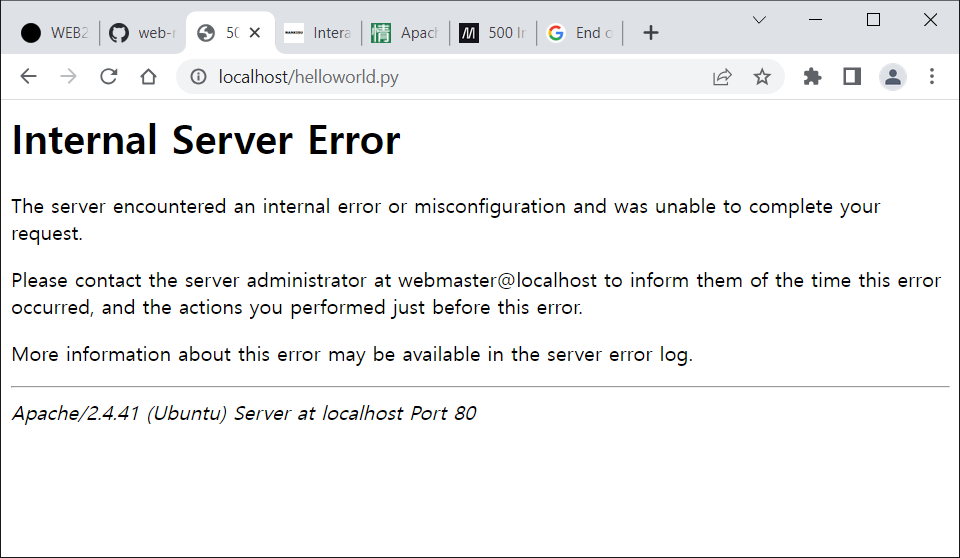 WEB2 web-r 50 Intera Apach 500 In End o
localhost/helloworld.py
Internal Server Error
The server encountered an internal error or misconfiguration and was unable to complete your
request.
Please contact the server administrator at webmaster@localhost to inform them of the time this error
occurred, and the actions you performed just before this error.
More information about this error may be available in the server error log.
Apache/2.4.41 (Ubuntu) Server at localhost Port 80